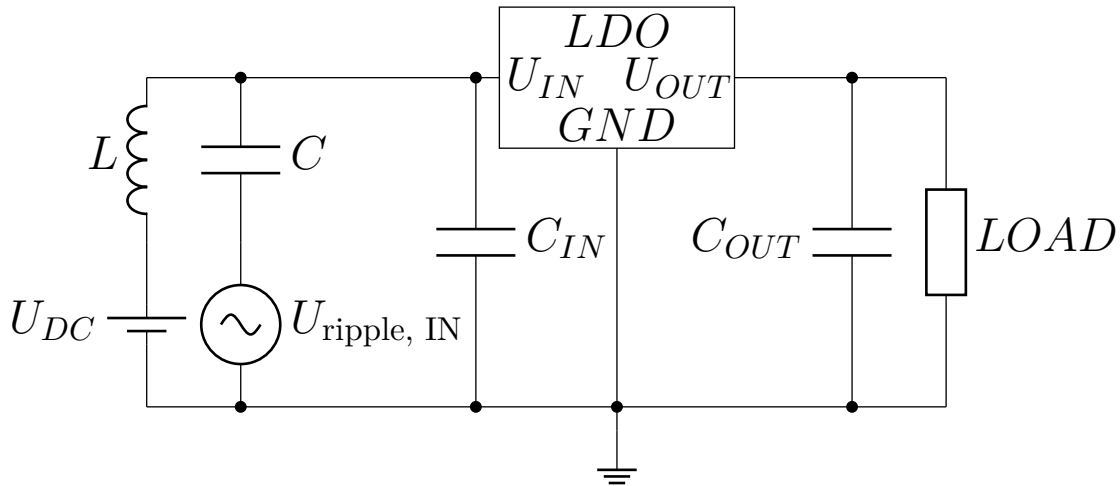 LDO
U_IN U_OUT
GND
L
C
C_IN
C_OUT
LOAD
U_DC
U_ripple, IN